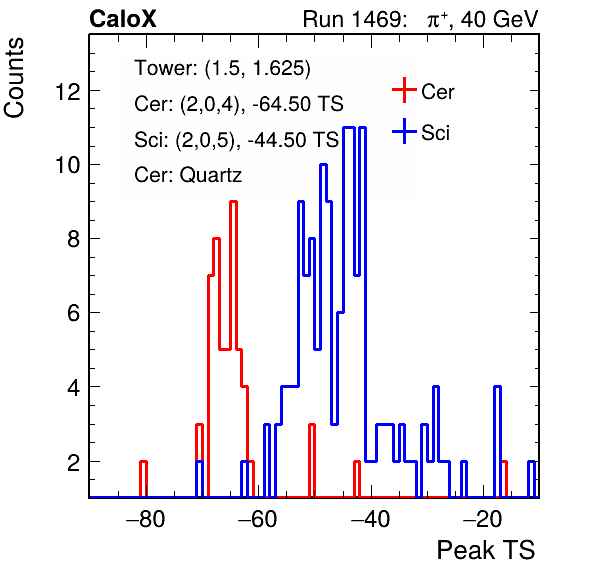 CaloX Run 1469: π⁺, 40 GeV
Counts
Tower: (1.5, 1.625)
Cer: (2,0,4), -64.50 TS
Sci: (2,0,5), -44.50 TS
Cer: Quartz
Cer
Sci
12
10
8
6
4
2
−80 −60 −40 −20
Peak TS